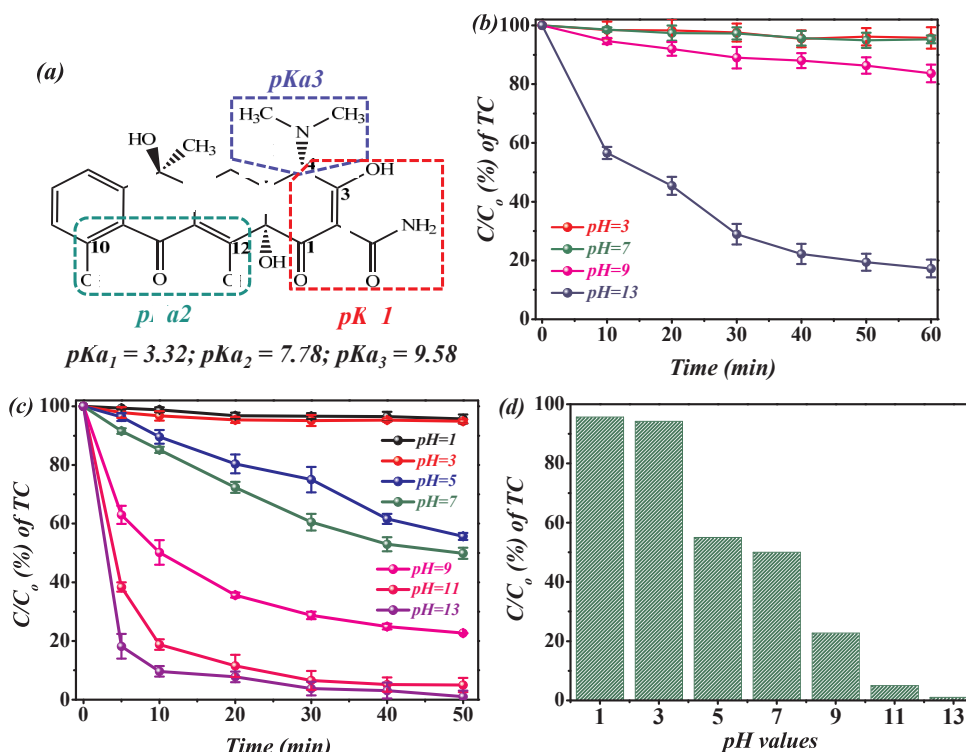 (a)
pKa3
H₃C
CH₃
N
HO
CH₃
4
OH
3
NH₂
10
12
1
OH
O
O
O
pKa₁ = 3.32; pKa₂ = 7.78; pKa₃ = 9.58
(b)
100
80
60
40
20
0
C/Cₒ (%) of TC
pH=3
pH=7
pH=9
pH=13
0
10
20
30
40
50
60
Time (min)
(c)
100
80
60
40
20
0
C/Cₒ (%) of TC
pH=1
pH=3
pH=5
pH=7
pH=9
pH=11
pH=13
0
10
20
30
40
50
Time (min)
(d)
100
80
60
40
20
0
C/Cₒ (%) of TC
1
3
5
7
9
11
13
pH values